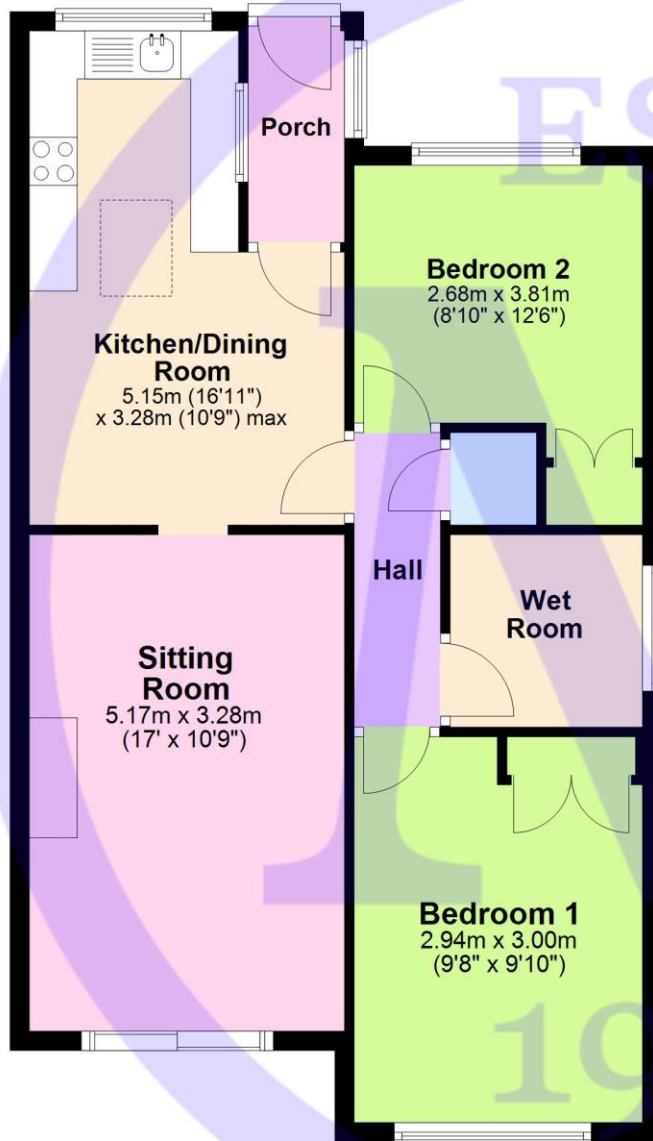 Porch
Bedroom 2
2.68m x 3.81m
(8'10" x 12'6")
Kitchen/Dining
Room
5.15m (16'11")
x 3.28m (10'9") max
Hall
Wet
Room
Sitting
Room
5.17m x 3.28m
(17' x 10'9")
Bedroom 1
2.94m x 3.00m
(9'8" x 9'10")